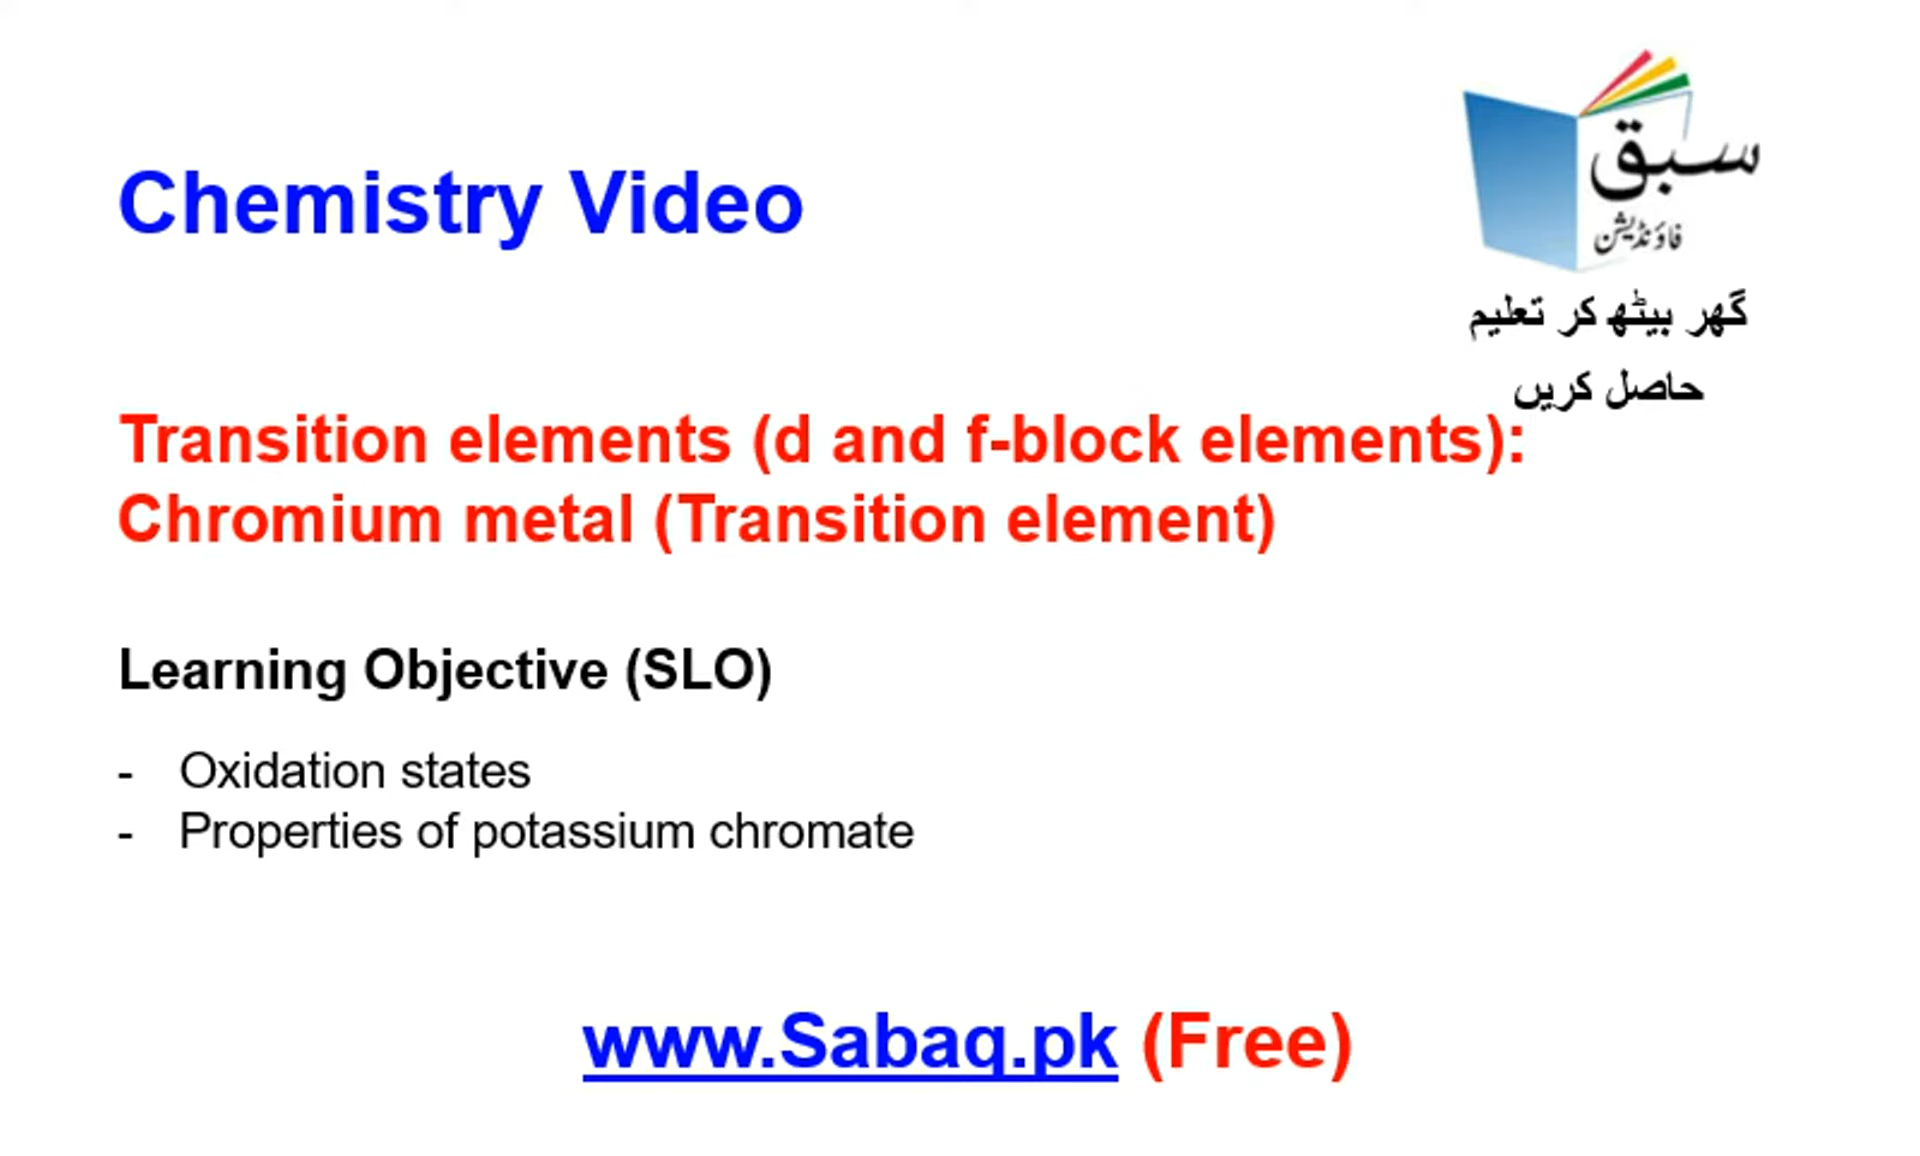 Chemistry Video
سبق
فاؤنڈیشن
گھر بیٹھ کر تعلیم
حاصل کریں
Transition elements (d and f-block elements):
Chromium metal (Transition element)
Learning Objective (SLO)
- Oxidation states
- Properties of potassium chromate
www.Sabaq.pk (Free)